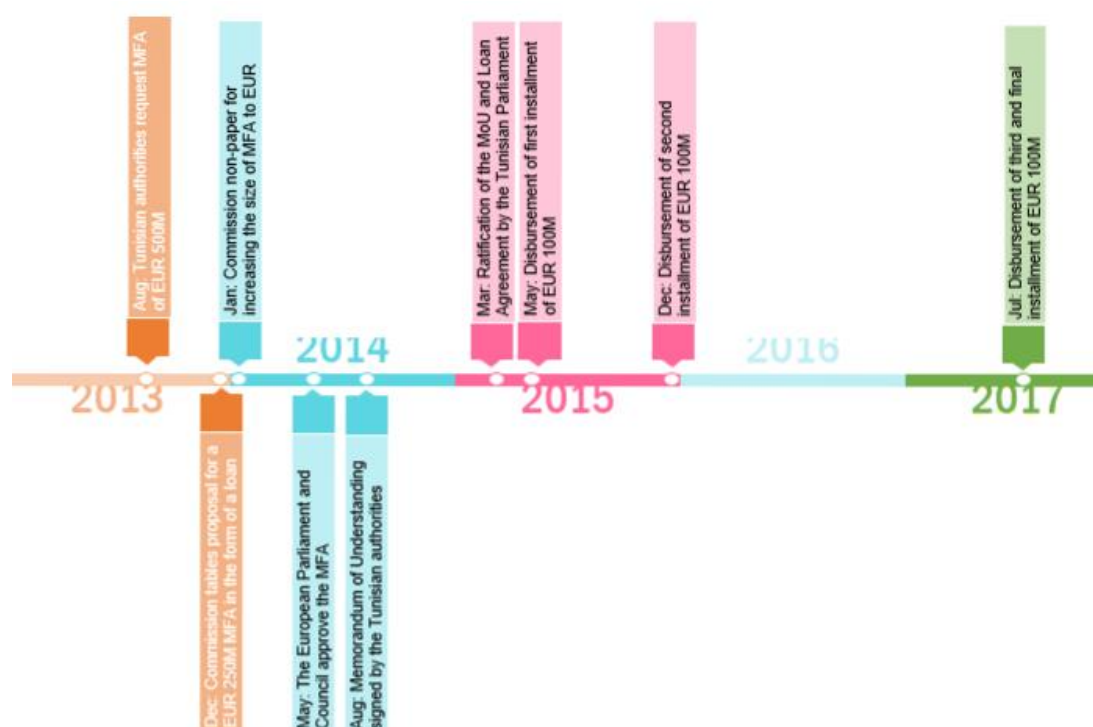 Aug: Tunisian authorities request MFA
of EUR 500M
Jan: Commission non-paper for
increasing the size of MFA to EUR
Mar: Ratification of the MoU and Loan
Agreement by the Tunisian Parliament
May: Disbursement of first installment
of EUR 100M
Dec: Disbursement of second
installment of EUR 100M
Jul: Disbursement of third and final
installment of EUR 100M
2013
2014
2015
2016
2017
Dec: Commission tables proposal for a
EUR 250M MFA in the form of a loan
May: The European Parliament and
Council approve the MFA
Aug: Memorandum of Understanding
signed by the Tunisian authorities